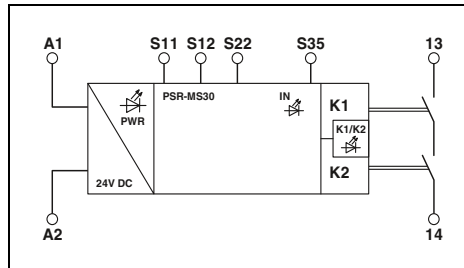 A1 S11 S12 S22 S35 13
PSR-MS30 IN K1
PWR K1/K2
24V DC K2
A2 14